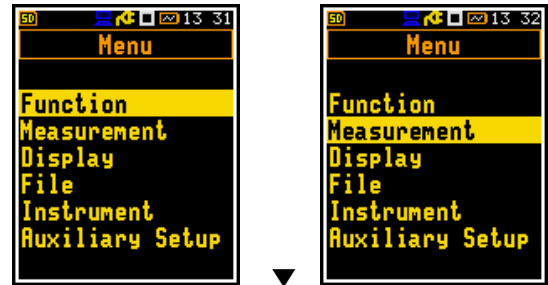 SD 13 31
Menu
Function
Measurement
Display
File
Instrument
Auxiliary Setup
SD 13 32
Menu
Function
Measurement
Display
File
Instrument
Auxiliary Setup